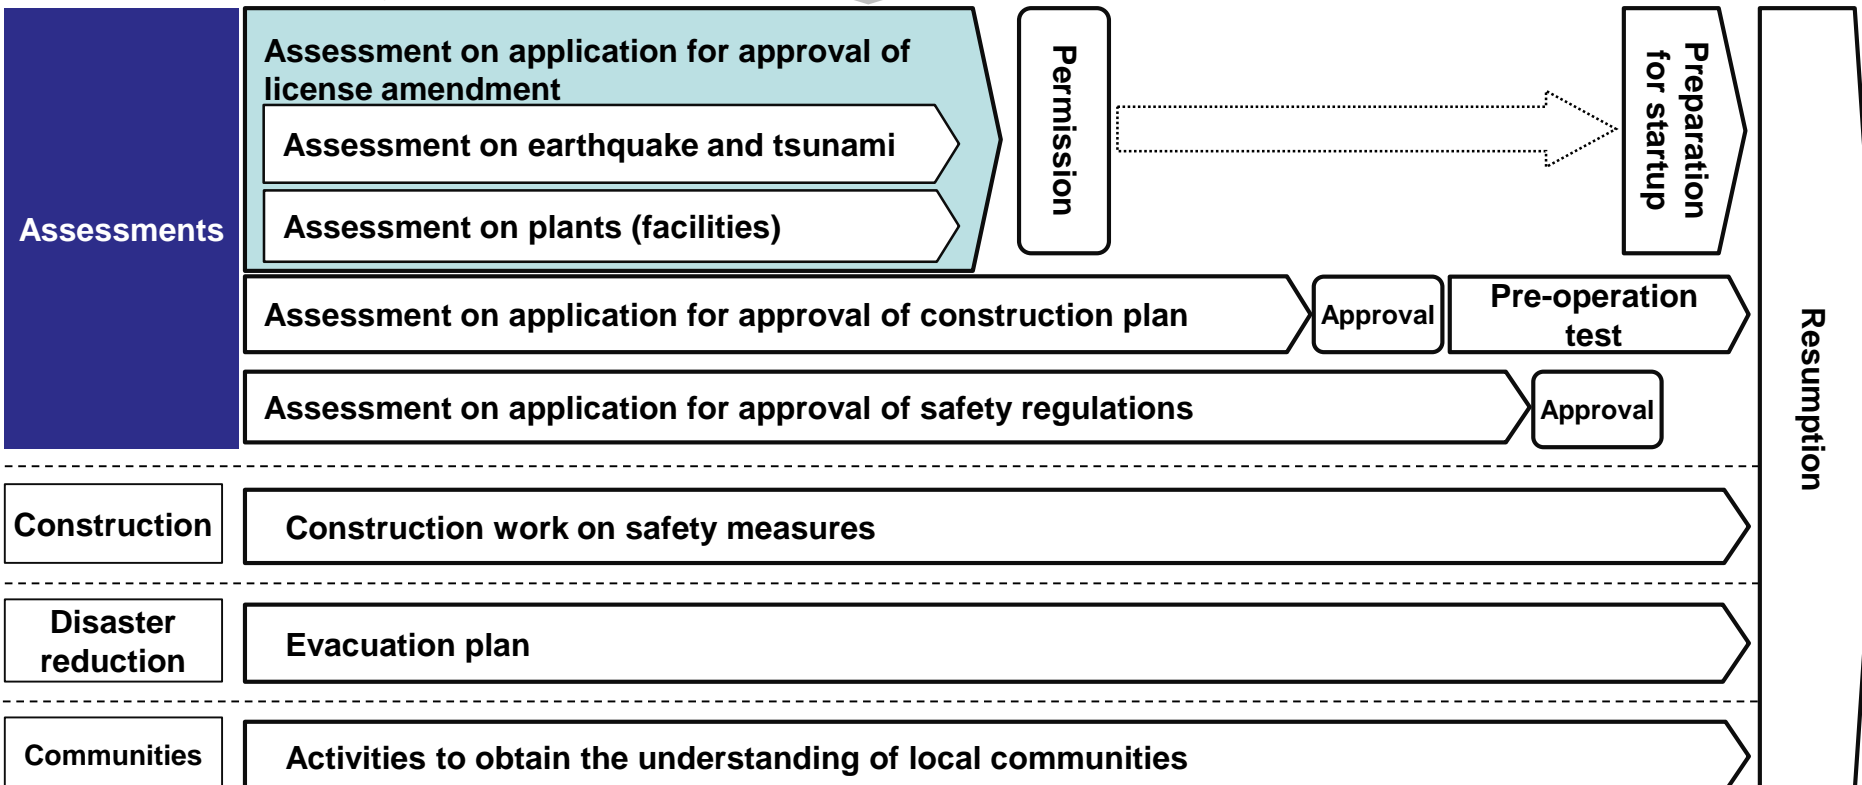 Assessments
Assessment on application for approval of
license amendment
Assessment on earthquake and tsunami
Assessment on plants (facilities)
Permission
Preparation
for startup
Assessment on application for approval of construction plan
Approval
Pre-operation
test
Assessment on application for approval of safety regulations
Approval
Construction
Construction work on safety measures
Disaster
reduction
Evacuation plan
Communities
Activities to obtain the understanding of local communities
Resumption